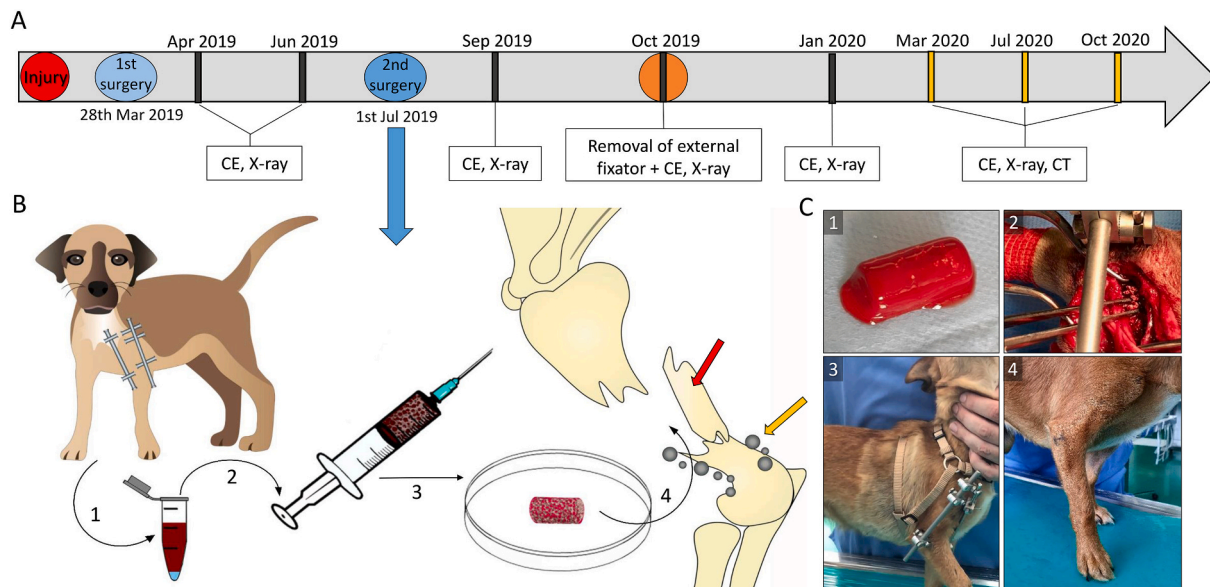 A
Apr 2019
Jun 2019
Sep 2019
Oct 2019
Jan 2020
Mar 2020
Jul 2020
Oct 2020
Injury
1st
surgery
2nd
surgery
28th Mar 2019
1st Jul 2019
CE, X-ray
CE, X-ray
Removal of external
fixator + CE, X-ray
CE, X-ray
CE, X-ray, CT
B
1
2
3
4
C
1
2
3
4